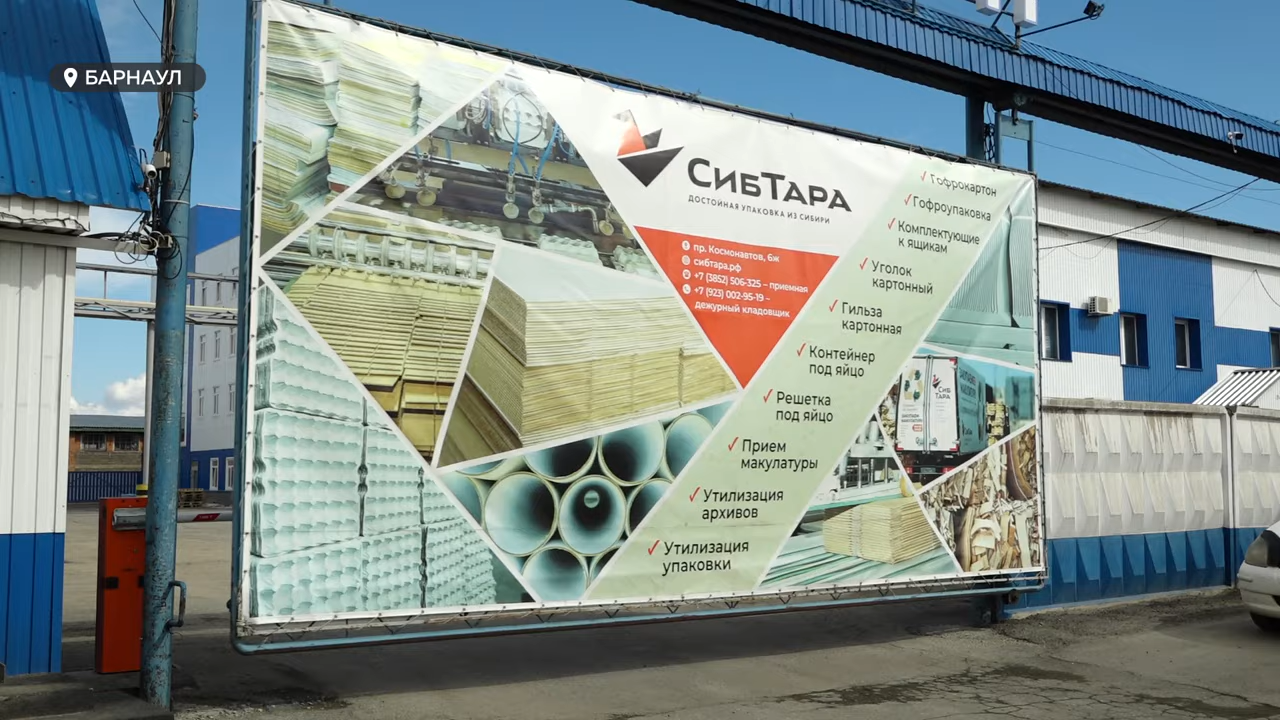 БАРНАУЛ
СИБТАРА
ДОСТОЙНАЯ УПАКОВКА ИЗ СИБИРИ
пр. Космонавтов, 6ж
сибтара.рф
+7 (3852) 506-325 – приемная
+7 (923) 002-95-19 –
дежурный кладовщик
Гофрокартон
Гофроупаковка
Комплектующие
к ящикам
Уголок
картонный
Гильза
картонная
Контейнер
под яйцо
Решетка
под яйцо
Прием
макулатуры
Утилизация
архивов
Утилизация
упаковки
СИБ
ТАРА